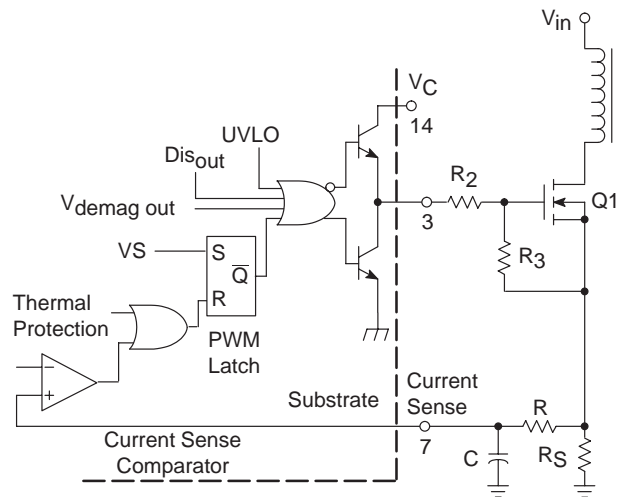 Vin
VC
14
UVLO
Disout
Vdemag out
R2
3
Q1
R3
VS
S
Q
R
PWM
Latch
Thermal
Protection
−
+
Substrate
Current
Sense
7
R
C
RS
Current Sense
Comparator